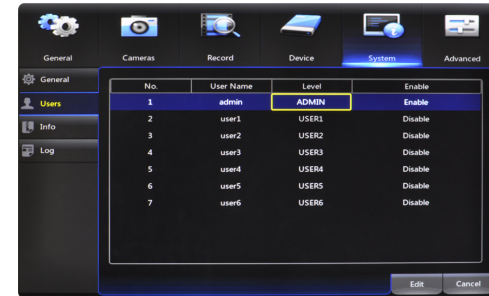 General Cameras Record Device System Advanced
General
Users
Info
Log
No. User Name Level Enable
1 admin ADMIN Enable
2 user1 USER1 Disable
3 user2 USER2 Disable
4 user3 USER3 Disable
5 user4 USER4 Disable
6 user5 USER5 Disable
7 user6 USER6 Disable
Edit Cancel